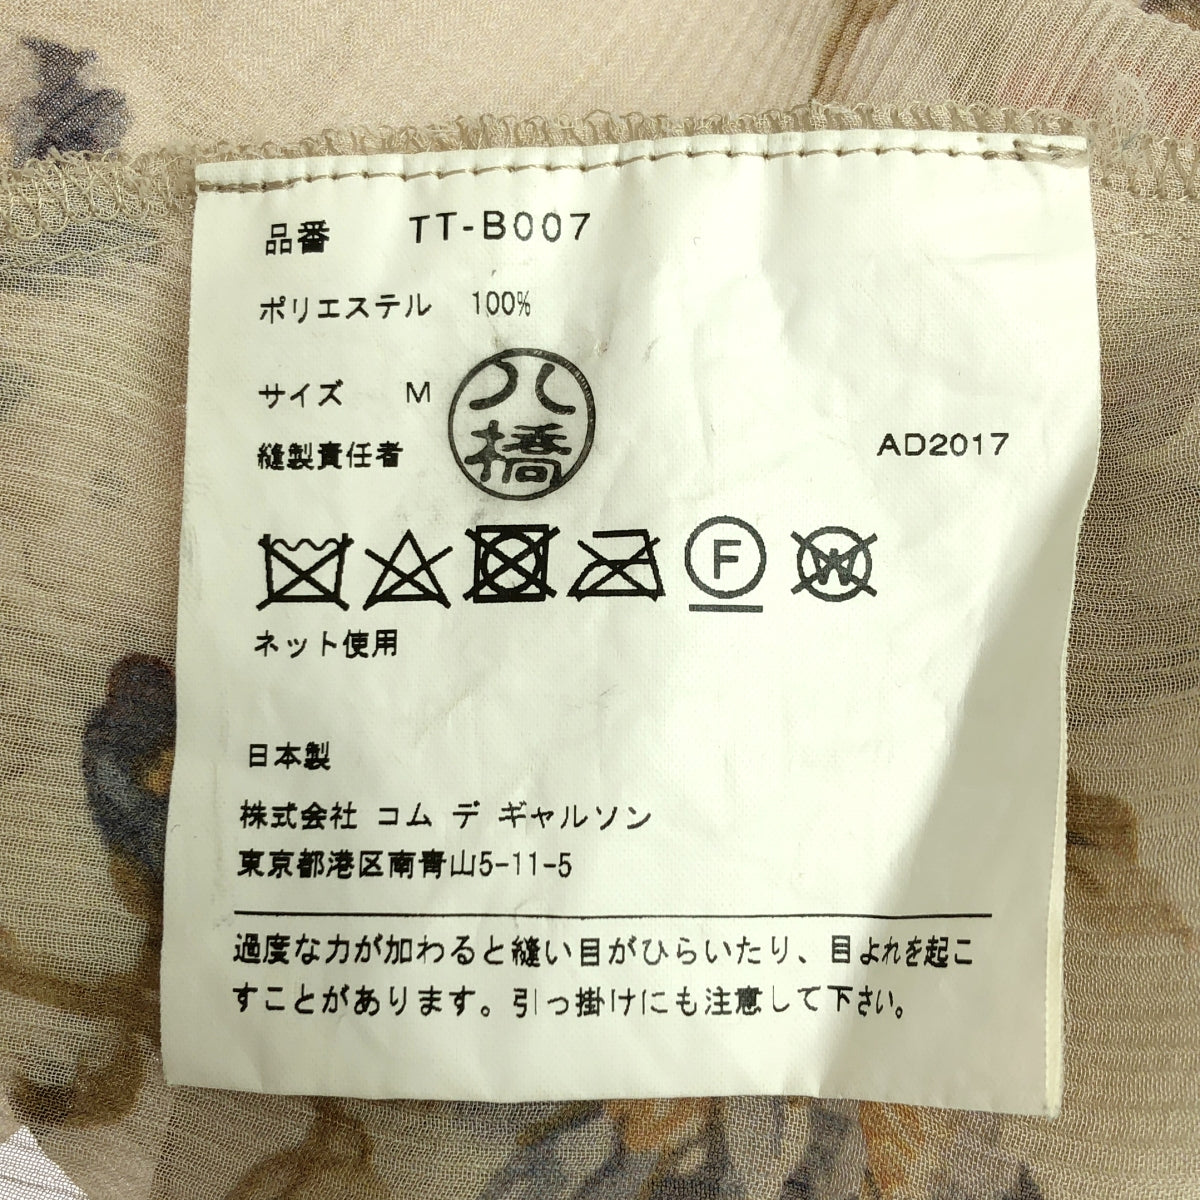 品番 TT-B007
ポリエステル 100%
サイズ M
八橋
縫製責任者
AD2017
F
W
ネット使用
日本製
株式会社 コム デ ギャルソン
東京都港区南青山5-11-5
過度な力が加わると縫い目がひらいたり、目よれを起こ
すことがあります。引っ掛けにも注意して下さい。